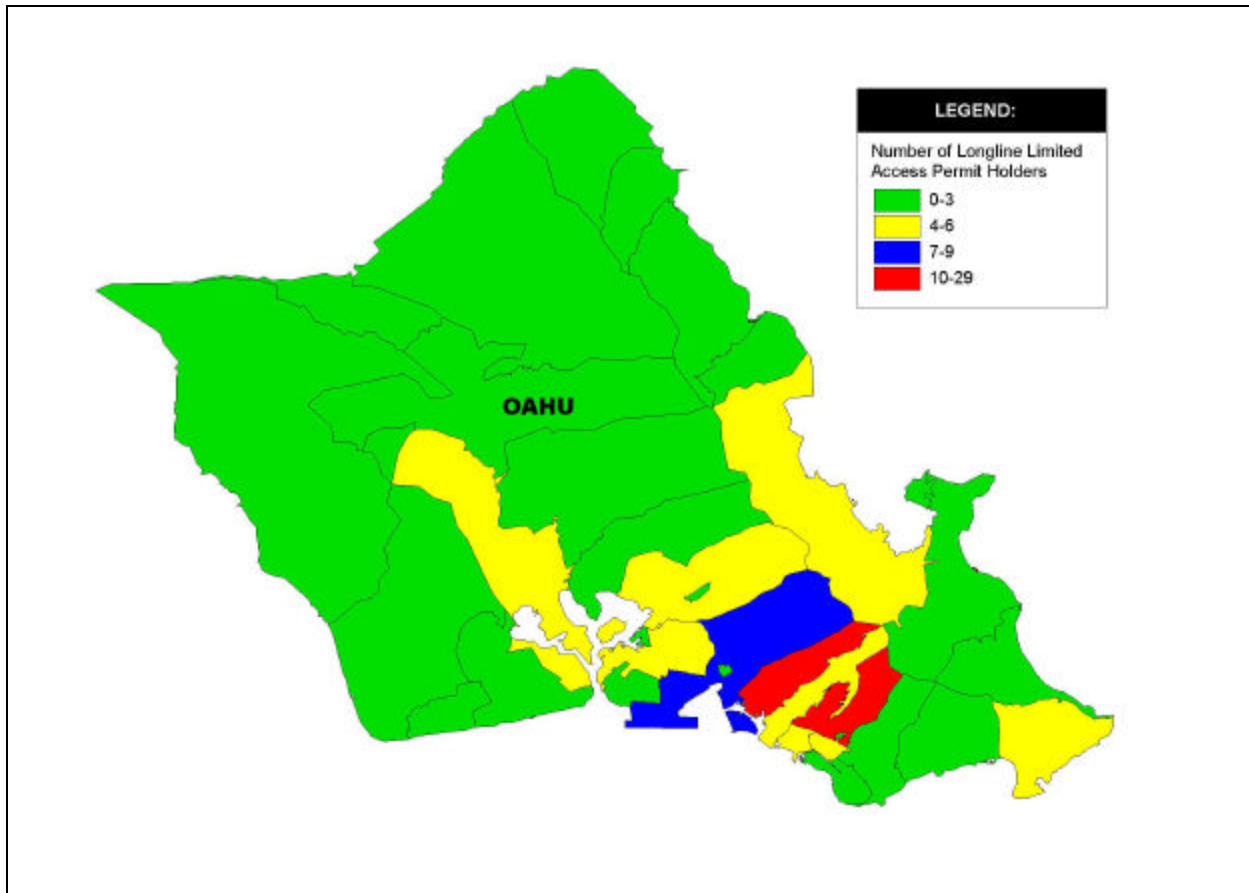 LEGEND:
Number of Longline Limited
Access Permit Holders
0-3
4-6
7-9
10-29
OAHU